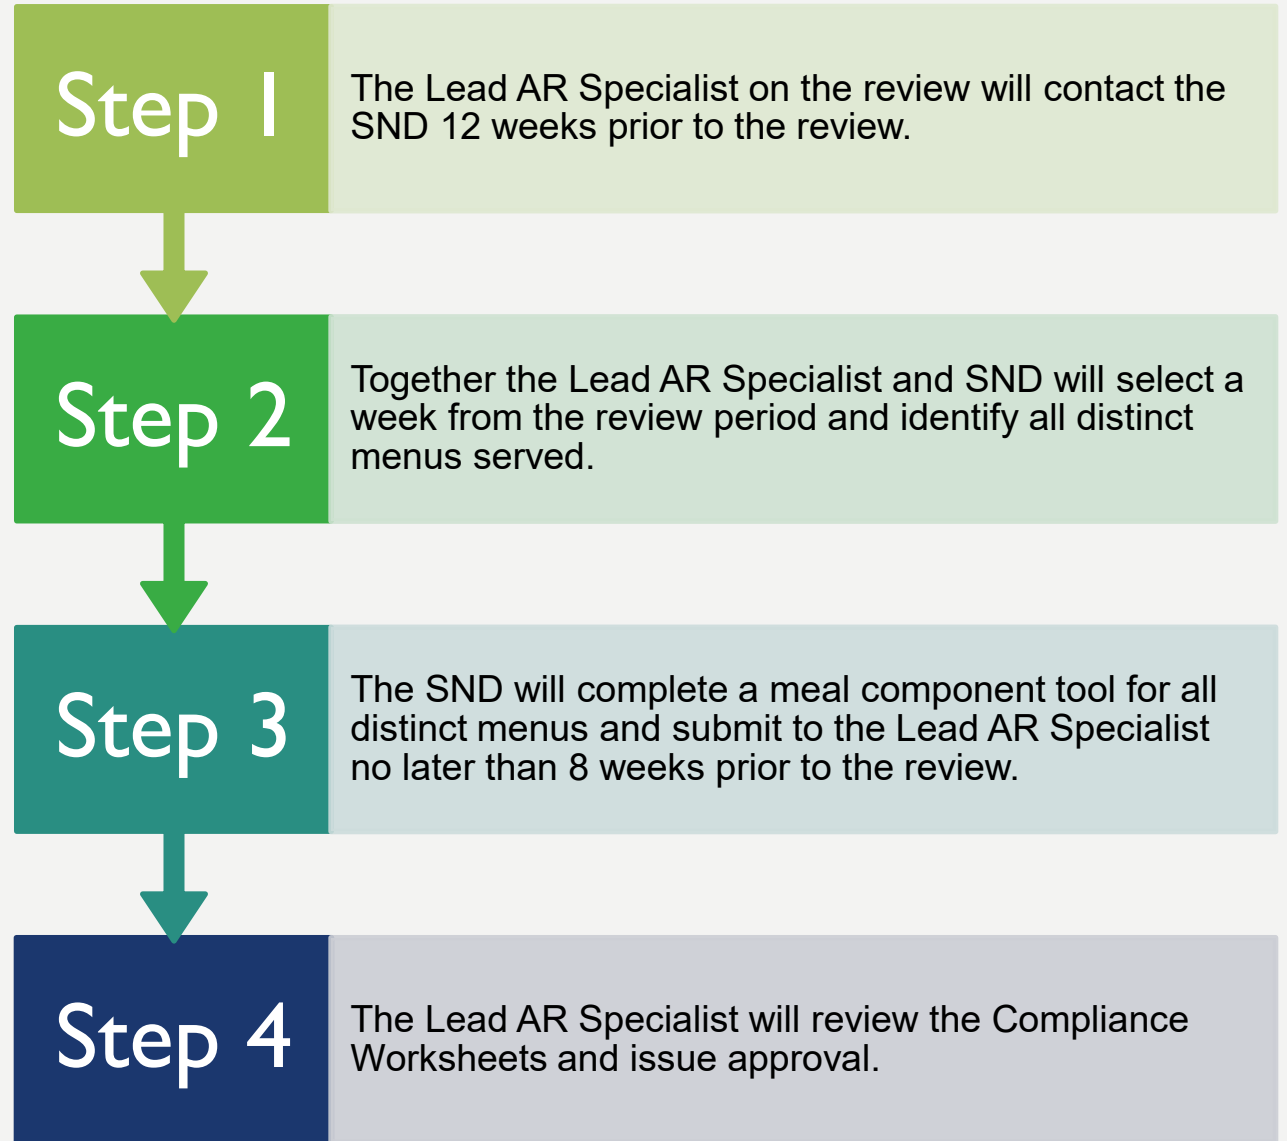 Step 1
The Lead AR Specialist on the review will contact the
SND 12 weeks prior to the review.
Step 2
Together the Lead AR Specialist and SND will select a
week from the review period and identify all distinct
menus served.
Step 3
The SND will complete a meal component tool for all
distinct menus and submit to the Lead AR Specialist
no later than 8 weeks prior to the review.
Step 4
The Lead AR Specialist will review the Compliance
Worksheets and issue approval.